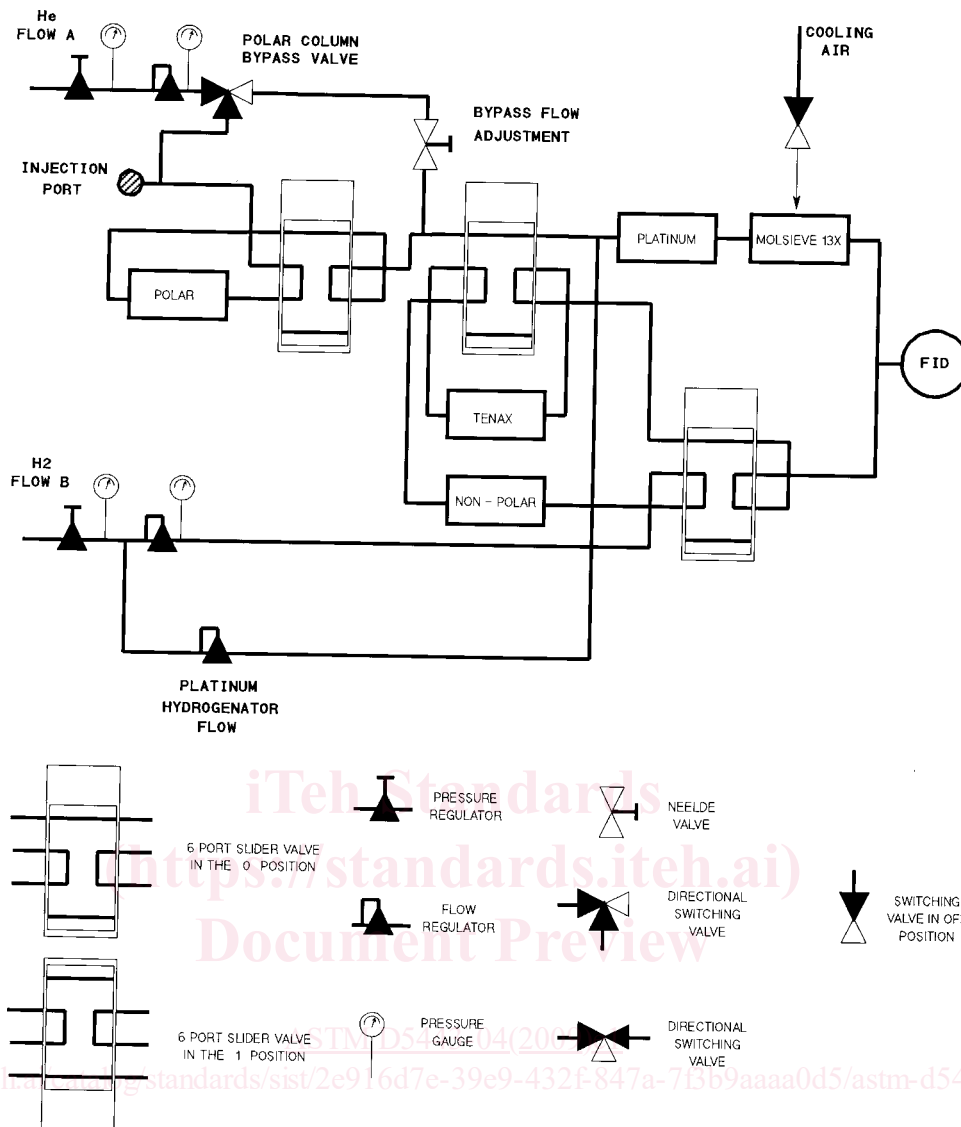 He
FLOW A
POLAR COLUMN
BYPASS VALVE
COOLING
AIR
BYPASS FLOW
ADJUSTMENT
INJECTION
PORT
PLATINUM
MOLSIEVE 13X
POLAR
FID
TENAX
H2
FLOW B
NON - POLAR
PLATINUM
HYDROGENATOR
FLOW
iTeh Standards
(https://standards.iteh.ai)
Document Preview
6 PORT SLIDER VALVE
IN THE 0 POSITION
PRESSURE
REGULATOR
NEELDE
VALVE
FLOW
REGULATOR
DIRECTIONAL
SWITCHING
VALVE
SWITCHING
VALVE IN OF
POSITION
6 PORT SLIDER VALVE
IN THE 1 POSITION
PRESSURE
GAUGE
DIRECTIONAL
SWITCHING
VALVE
/standards/sist/2e916d7e-39e9-432f-847a-7f3b9aaaa0d5/astm-d54